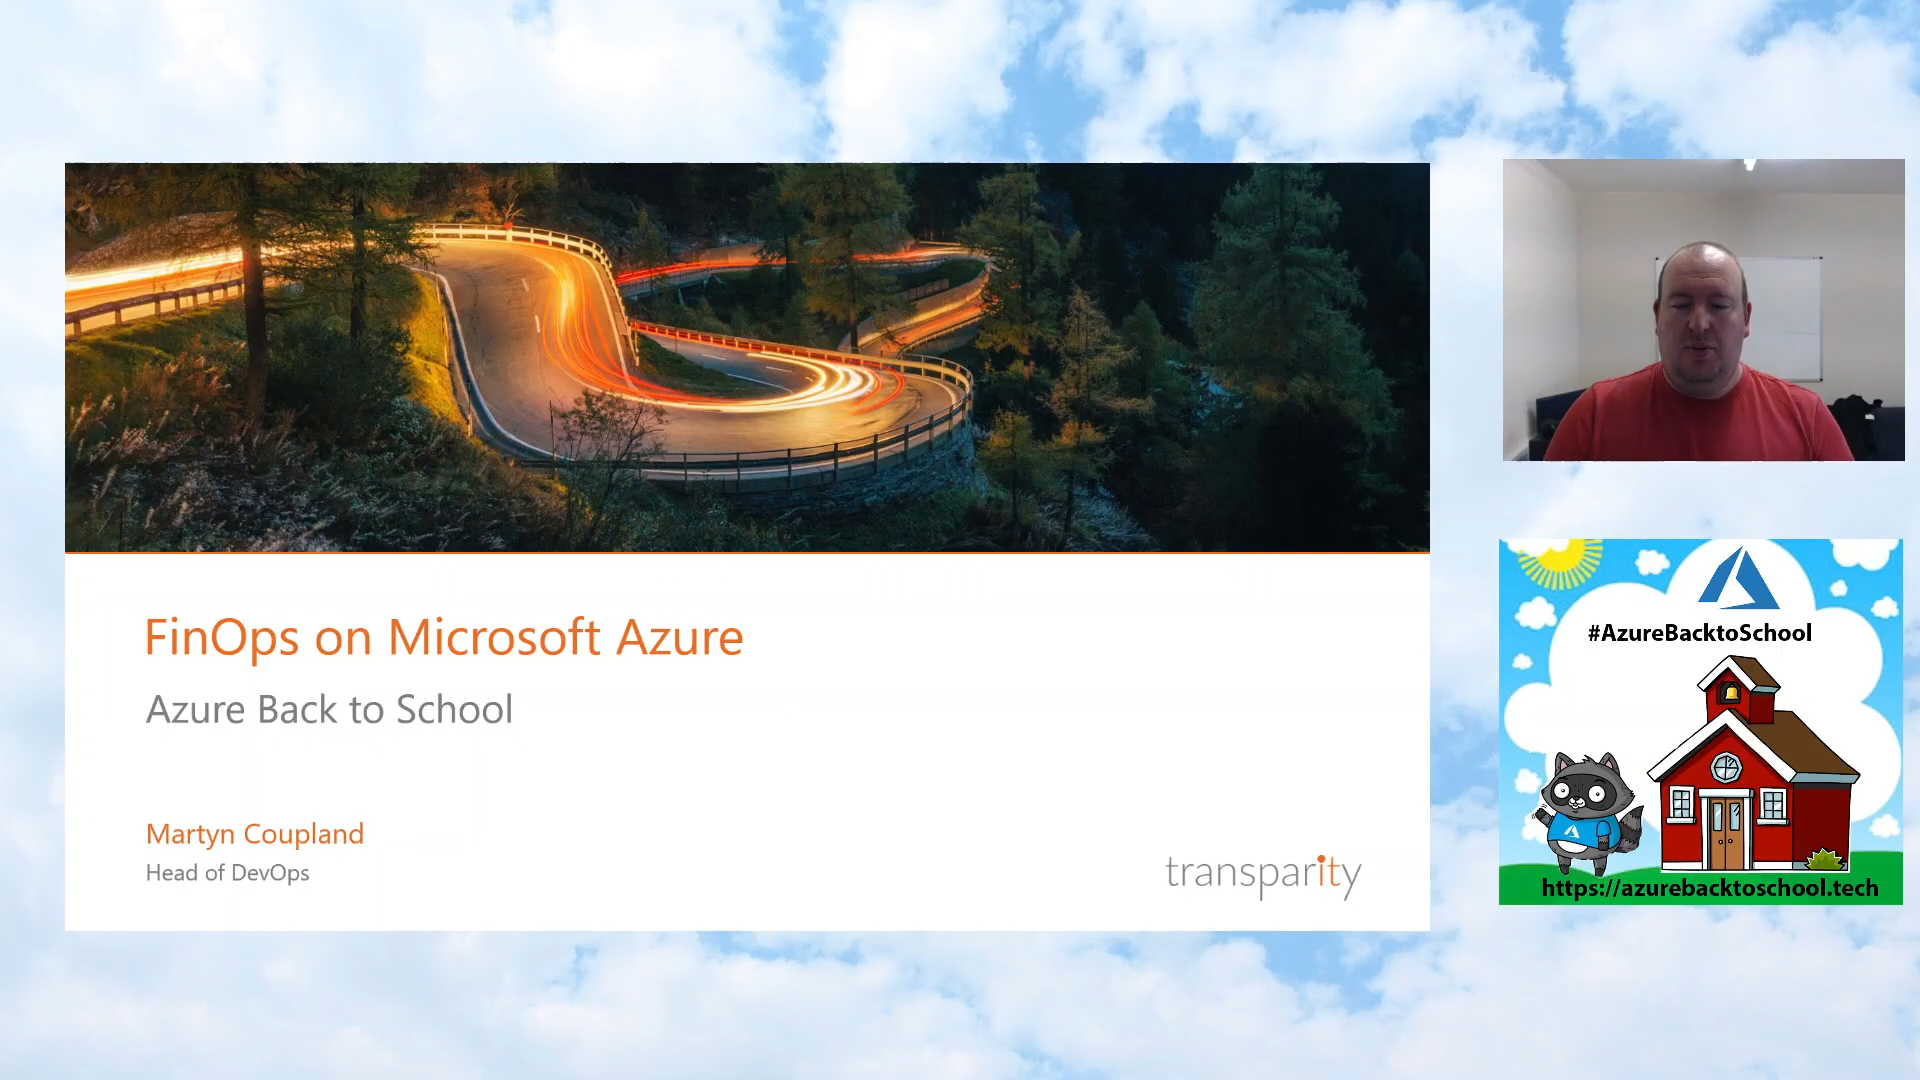 FinOps on Microsoft Azure
Azure Back to School
Martyn Coupland
Head of DevOps
transparity
#AzureBacktoSchool
https://azurebacktoschool.tech